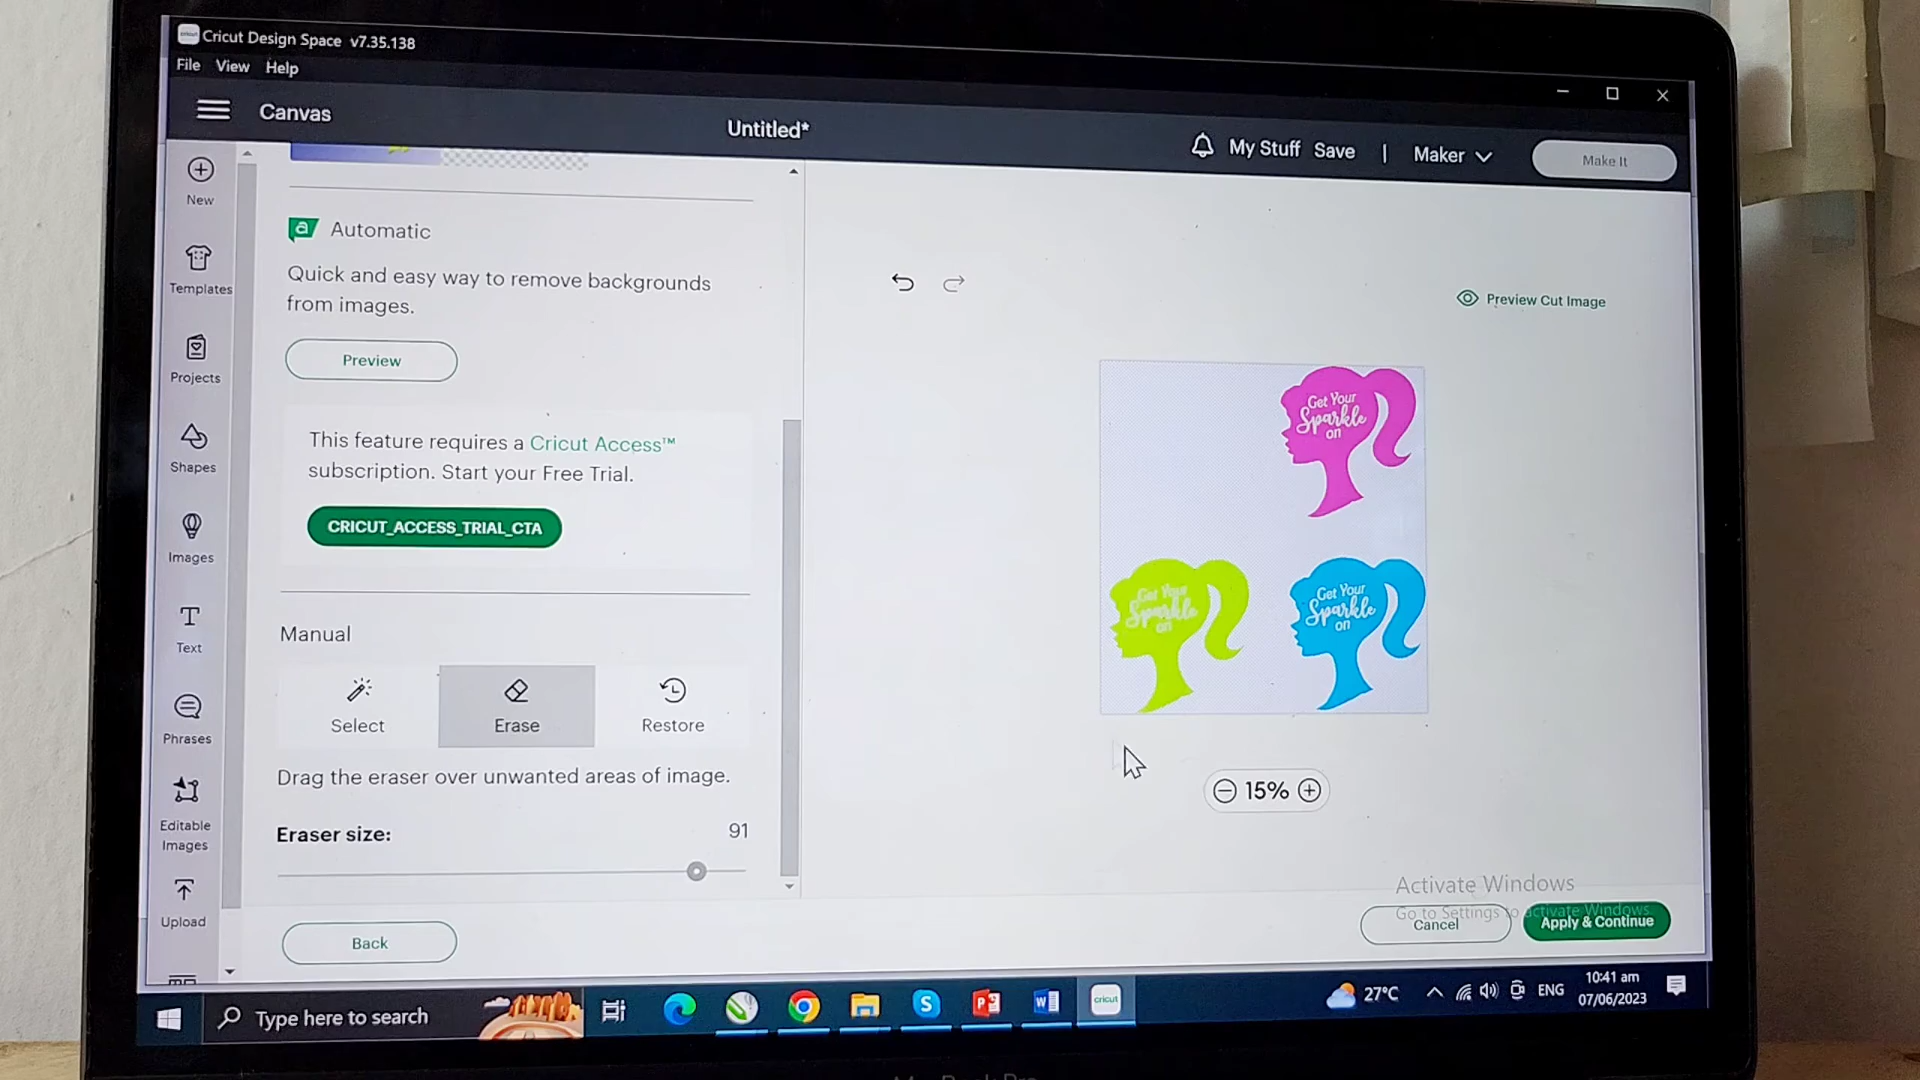 Cricut Design Space v7.35.138
File View Help
Canvas
Untitled*
My Stuff Save | Maker
Make It
New
Templates
Projects
Shapes
Images
Text
Phrases
Editable
Images
Upload
a Automatic
Quick and easy way to remove backgrounds
from images.
Preview
This feature requires a Cricut Access™
subscription. Start your Free Trial.
CRICUT_ACCESS_TRIAL_CTA
Manual
Select
Erase
Restore
Drag the eraser over unwanted areas of image.
Eraser size:
91
Back
Preview Cut Image
Get Your
Sparkle
on
Get Your
Sparkle
on
Get Your
Sparkle
on
15%
Activate Windows
Go to Settings to activate Windows.
Cancel
Apply & Continue
Type here to search
S
P
W
cricut
27°C
ENG
10:41 am
07/06/2023